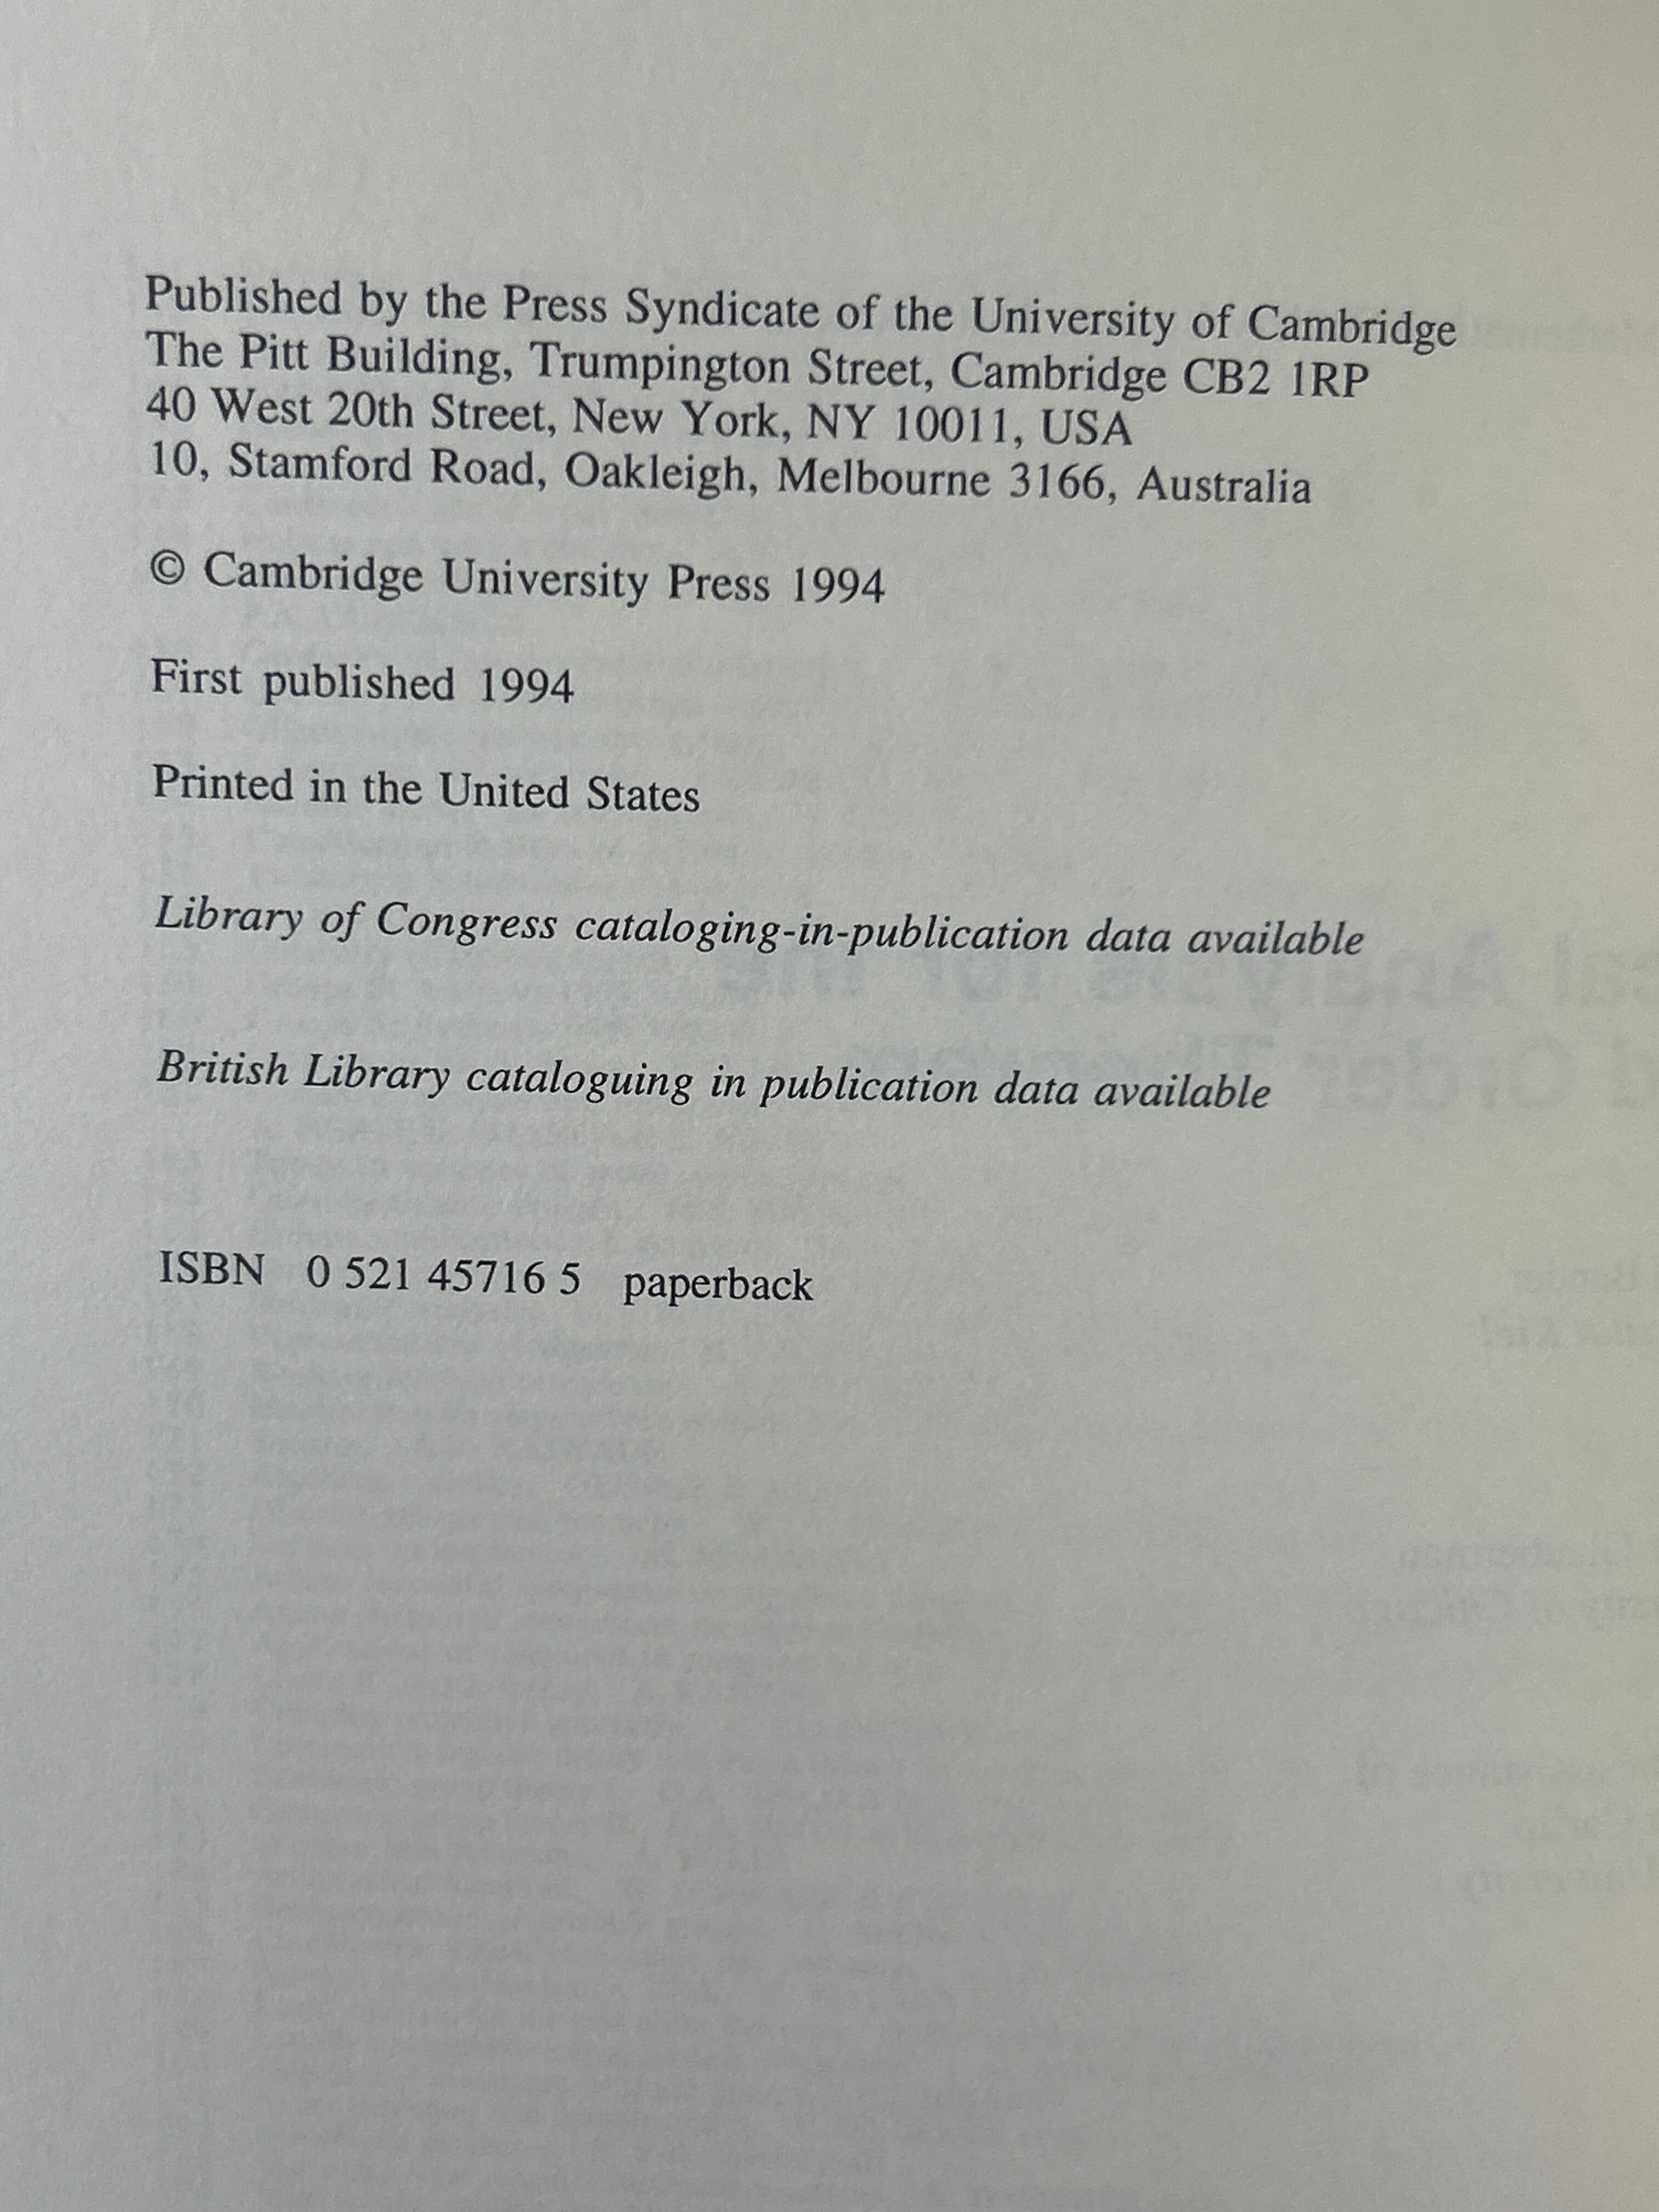 Published by the Press Syndicate of the University of Cambridge
The Pitt Building, Trumpington Street, Cambridge CB2 1RP
40 West 20th Street, New York, NY 10011, USA
10, Stamford Road, Oakleigh, Melbourne 3166, Australia
© Cambridge University Press 1994
First published 1994
Printed in the United States
Library of Congress cataloging-in-publication data available
British Library cataloguing in publication data available
ISBN 0 521 45716 5 paperback